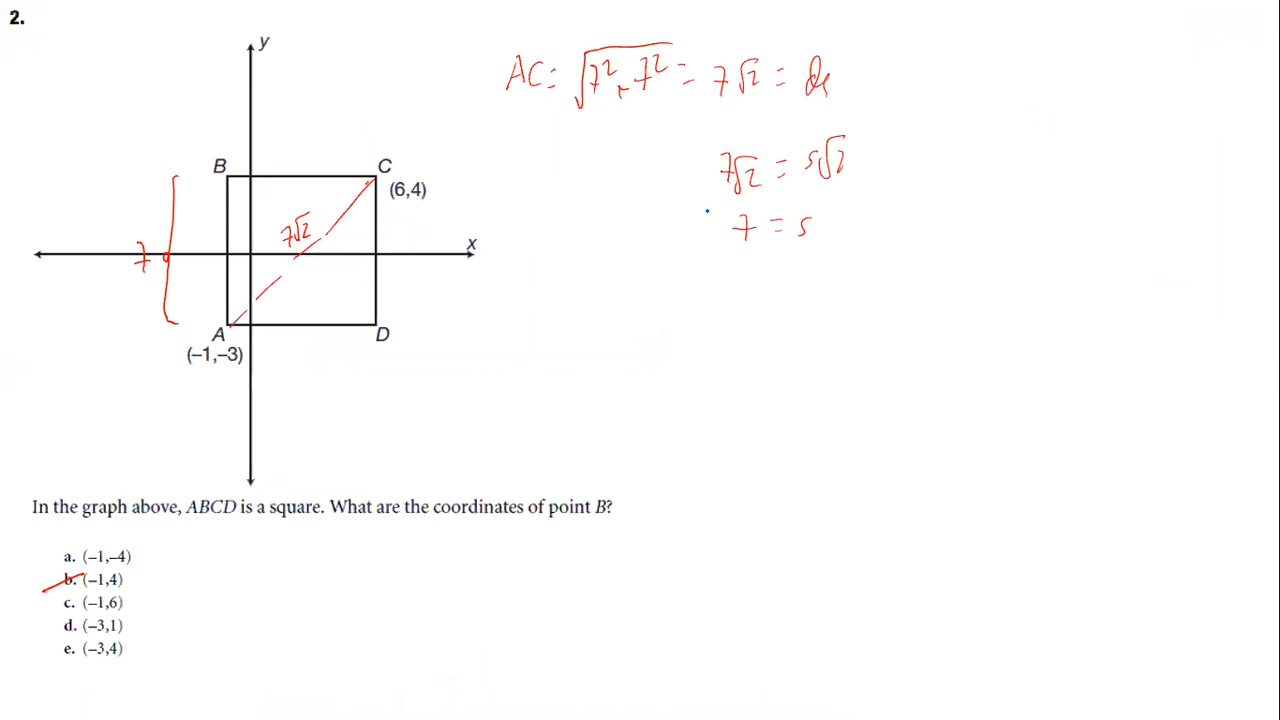 2.
y
AC = √(7² + 7²) = 7√2 =
B
C
(6,4)
7√2 = s√2
7√2
7 = s
7
x
A
D
(–1,–3)
In the graph above, ABCD is a square. What are the coordinates of point B?
a. (–1,–4)
b. (–1,4)
c. (–1,6)
d. (–3,1)
e. (–3,4)